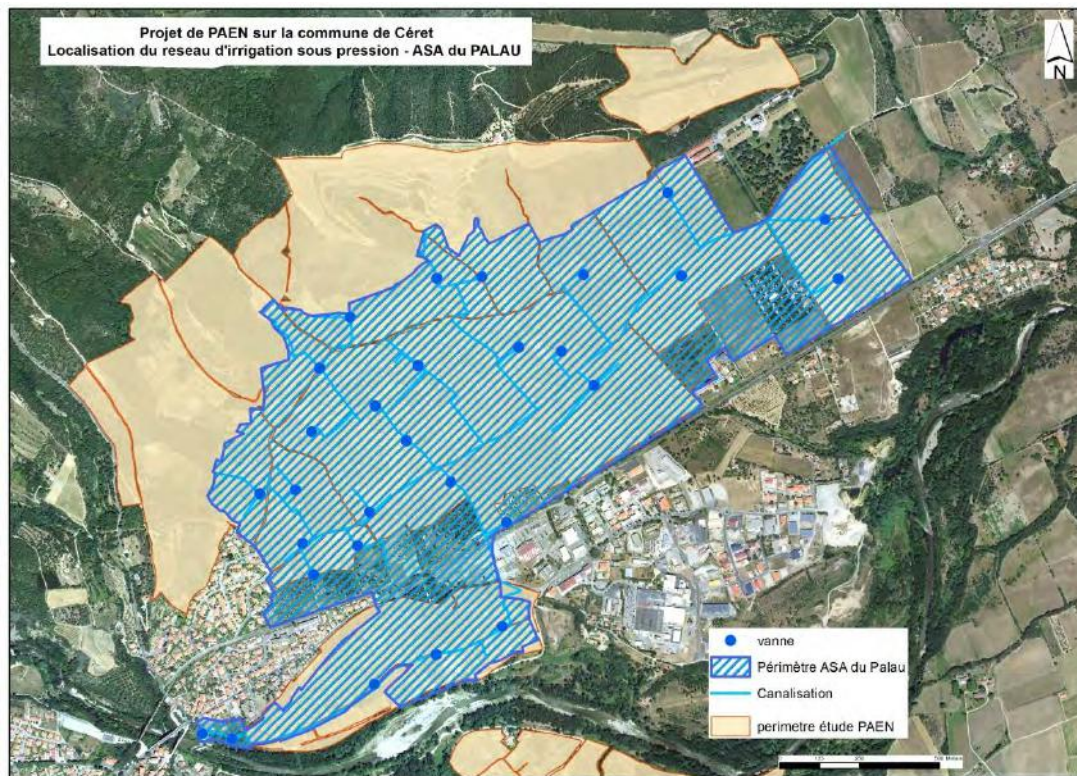 Projet de PAEN sur la commune de Céret
Localisation du reseau d'irrigation sous pression - ASA du PALAU
N
vanne
Périmètre ASA du Palau
Canalisation
perimetre étude PAEN